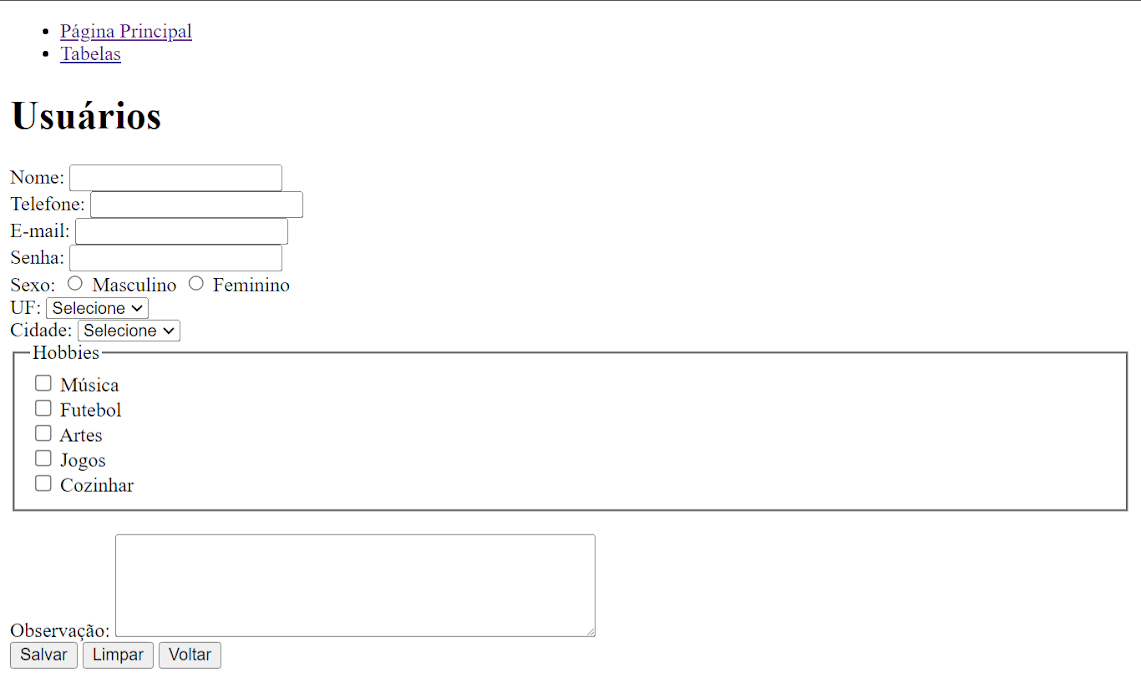 Página Principal
Tabelas
Usuários
Nome:
Telefone:
E-mail:
Senha:
Sexo: Masculino Feminino
UF: Selecione
Cidade: Selecione
Hobbies
Música
Futebol
Artes
Jogos
Cozinhar
Observação:
Salvar Limpar Voltar